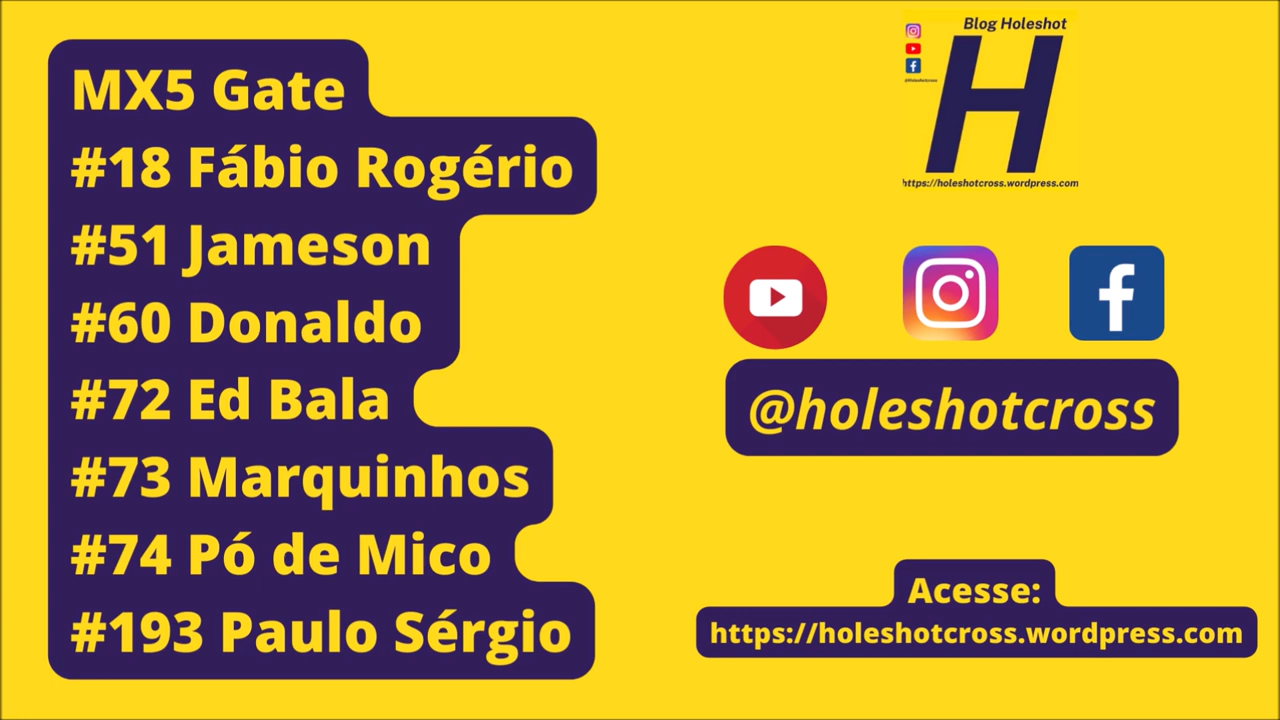 MX5 Gate
#18 Fábio Rogério
#51 Jameson
#60 Donaldo
#72 Ed Bala
#73 Marquinhos
#74 Pó de Mico
#193 Paulo Sérgio
Blog Holeshot
@holeshotcross
H
https://holeshotcross.wordpress.com
@holeshotcross
Acesse:
https://holeshotcross.wordpress.com